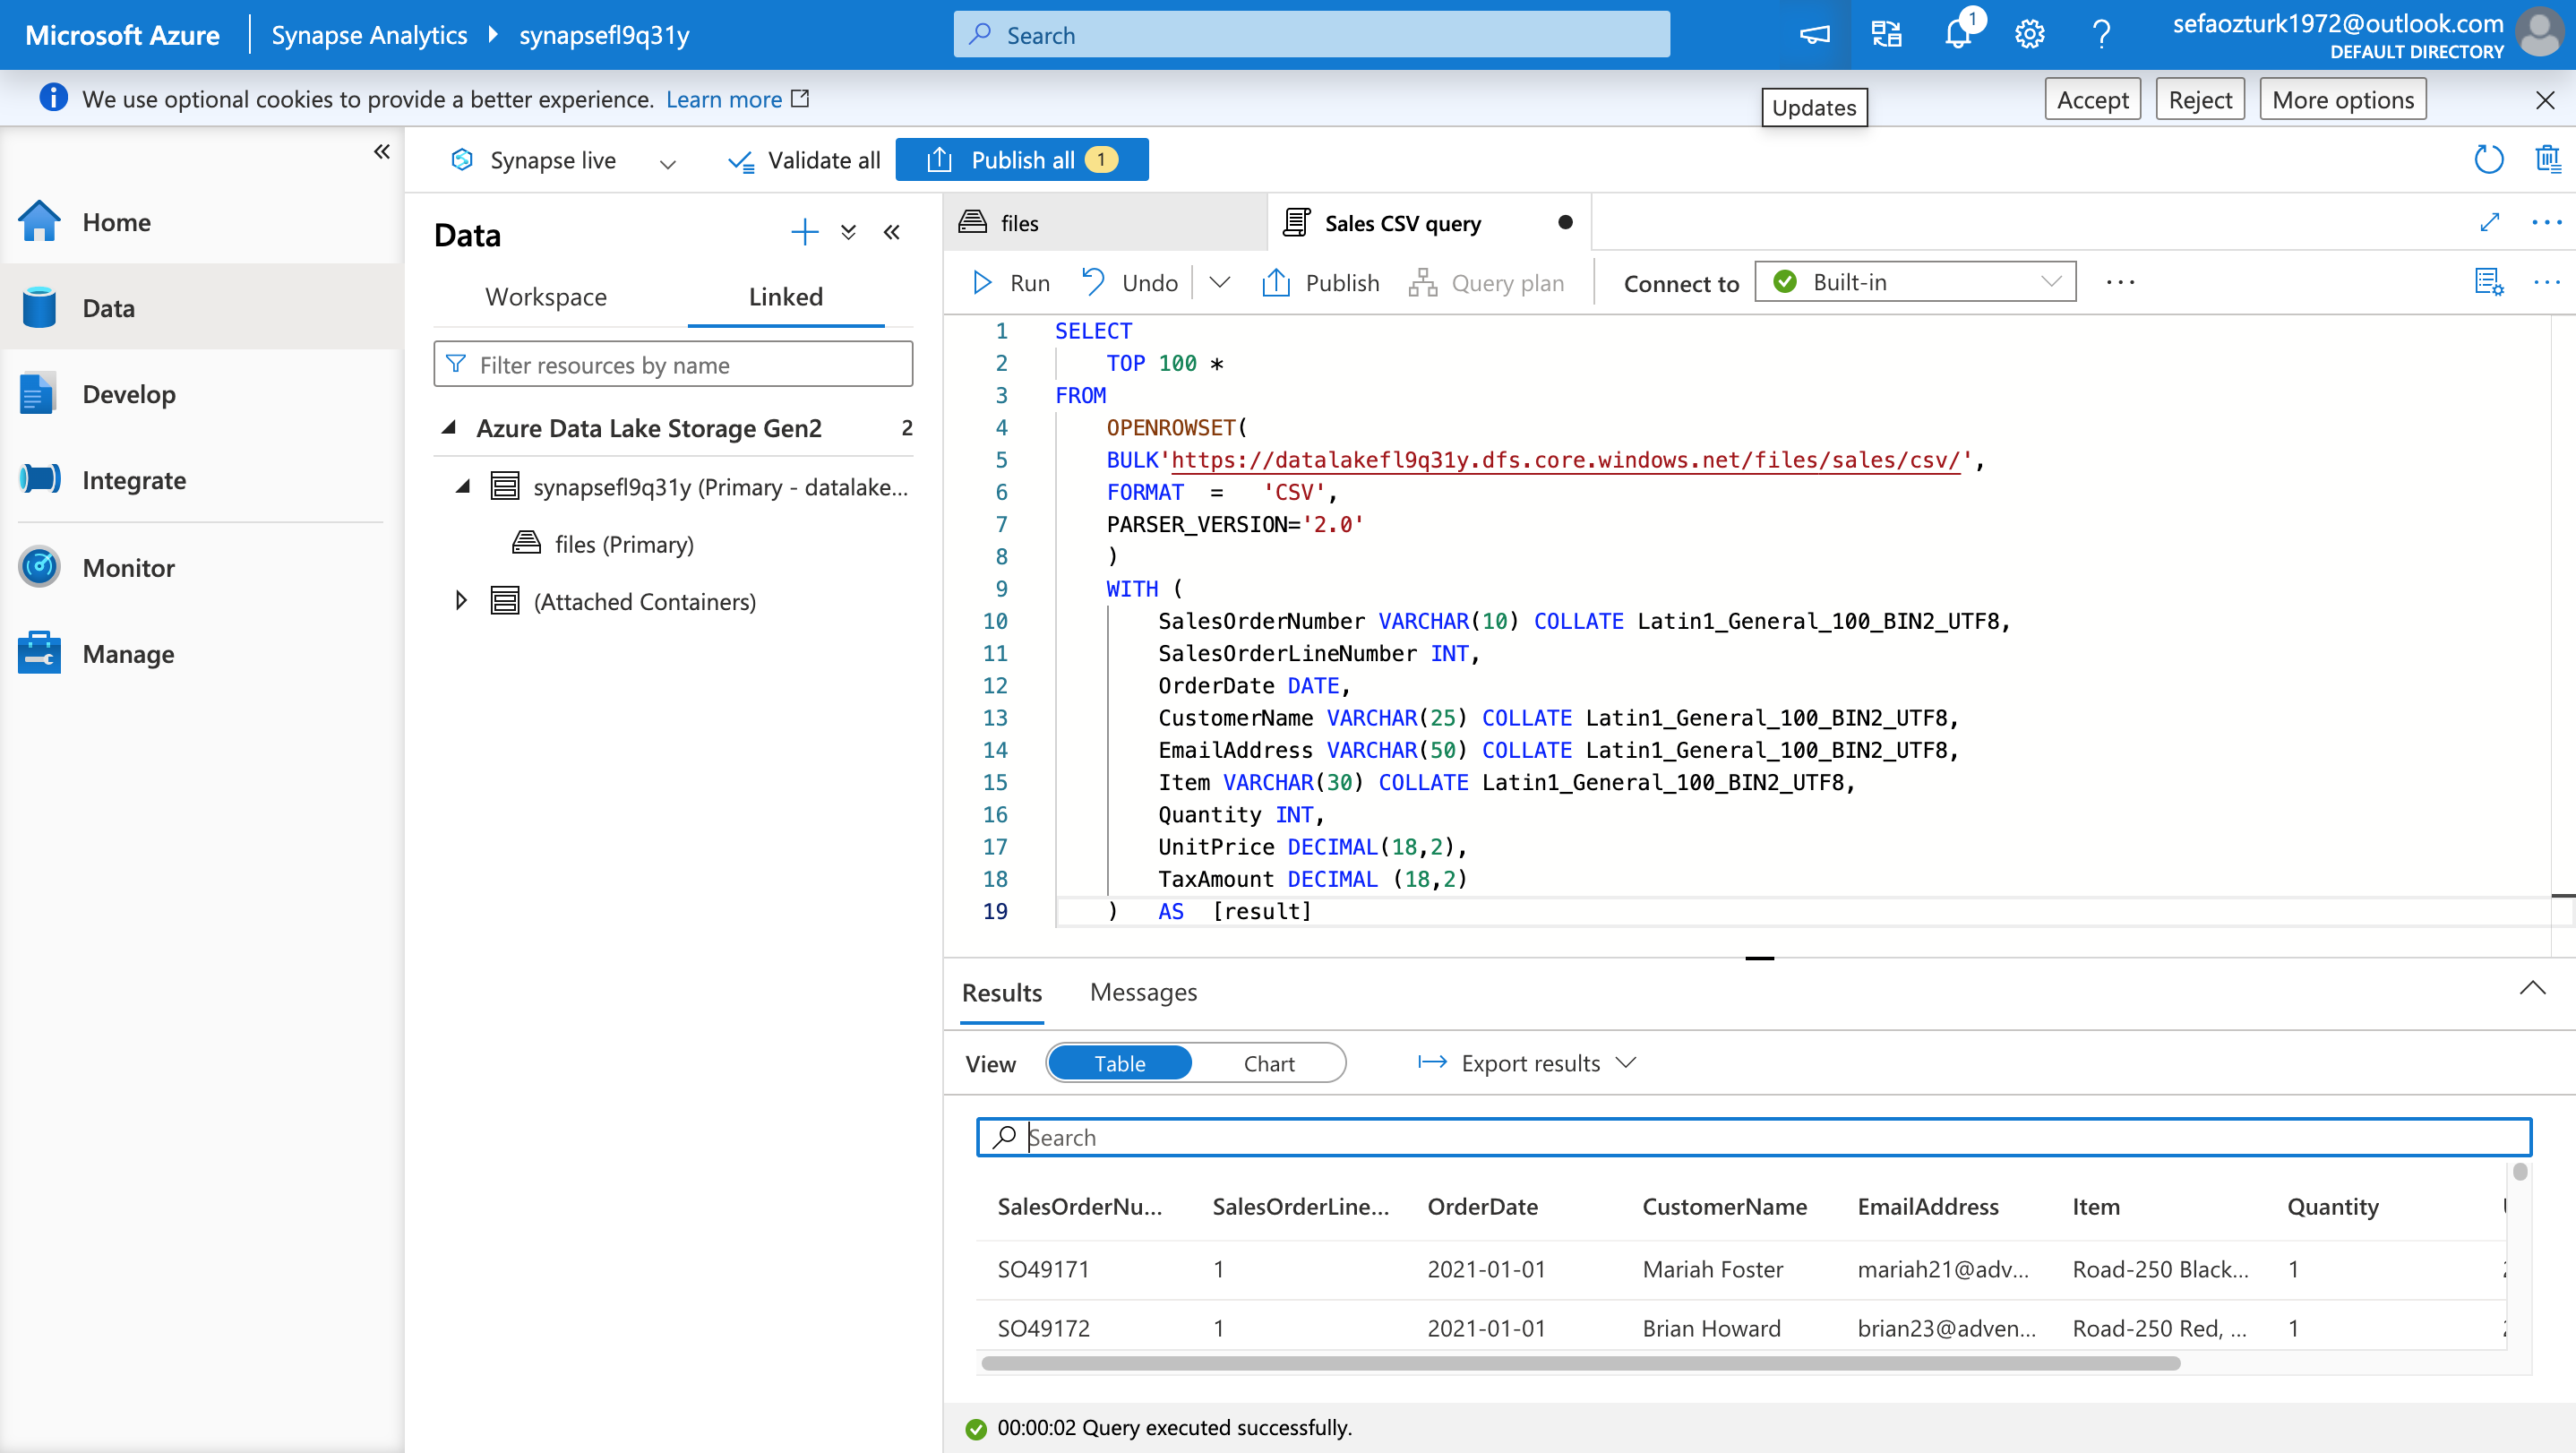 Microsoft Azure
Synapse Analytics
synapsefl9q31y
Search
1
sefaozturk1972@outlook.com
DEFAULT DIRECTORY
We use optional cookies to provide a better experience. Learn more
Updates
Accept
Reject
More options
Home
Data
Develop
Integrate
Monitor
Manage
Synapse live
Validate all
Publish all 1
Data
Workspace
Linked
Filter resources by name
Azure Data Lake Storage Gen2 2
synapsefl9q31y (Primary - datalake...
files (Primary)
(Attached Containers)
files
Sales CSV query
Run
Undo
Publish
Query plan
Connect to
Built-in
1 SELECT
2 TOP 100 *
3 FROM
4 OPENROWSET(
5 BULK'https://datalakefl9q31y.dfs.core.windows.net/files/sales/csv/',
6 FORMAT = 'CSV',
7 PARSER_VERSION='2.0'
8 )
9 WITH (
10 SalesOrderNumber VARCHAR(10) COLLATE Latin1_General_100_BIN2_UTF8,
11 SalesOrderLineNumber INT,
12 OrderDate DATE,
13 CustomerName VARCHAR(25) COLLATE Latin1_General_100_BIN2_UTF8,
14 EmailAddress VARCHAR(50) COLLATE Latin1_General_100_BIN2_UTF8,
15 Item VARCHAR(30) COLLATE Latin1_General_100_BIN2_UTF8,
16 Quantity INT,
17 UnitPrice DECIMAL(18,2),
18 TaxAmount DECIMAL (18,2)
19 ) AS [result]
Results
Messages
View
Table
Chart
Export results
Search
SalesOrderNu... SalesOrderLine... OrderDate CustomerName EmailAddress Item Quantity
SO49171 1 2021-01-01 Mariah Foster mariah21@adv... Road-250 Black... 1
SO49172 1 2021-01-01 Brian Howard brian23@adven... Road-250 Red, ... 1
00:00:02 Query executed successfully.